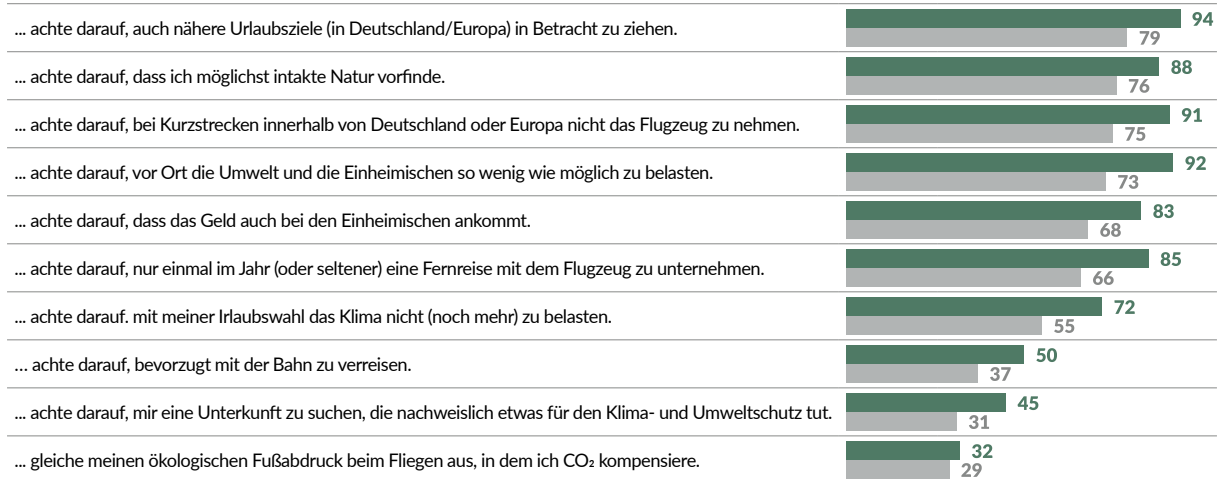 ... achte darauf, auch nähere Urlaubsziele (in Deutschland/Europa) in Betracht zu ziehen. 94
79
... achte darauf, dass ich möglichst intakte Natur vorfinde. 88
76
... achte darauf, bei Kurzstrecken innerhalb von Deutschland oder Europa nicht das Flugzeug zu nehmen. 91
75
... achte darauf, vor Ort die Umwelt und die Einheimischen so wenig wie möglich zu belasten. 92
73
... achte darauf, dass das Geld auch bei den Einheimischen ankommt. 83
68
... achte darauf, nur einmal im Jahr (oder seltener) eine Fernreise mit dem Flugzeug zu unternehmen. 85
66
... achte darauf. mit meiner Irlaubswahl das Klima nicht (noch mehr) zu belasten. 72
55
... achte darauf, bevorzugt mit der Bahn zu verreisen. 50
37
... achte darauf, mir eine Unterkunft zu suchen, die nachweislich etwas für den Klima- und Umweltschutz tut. 45
31
... gleiche meinen ökologischen Fußabdruck beim Fliegen aus, in dem ich CO₂ kompensiere. 32
29